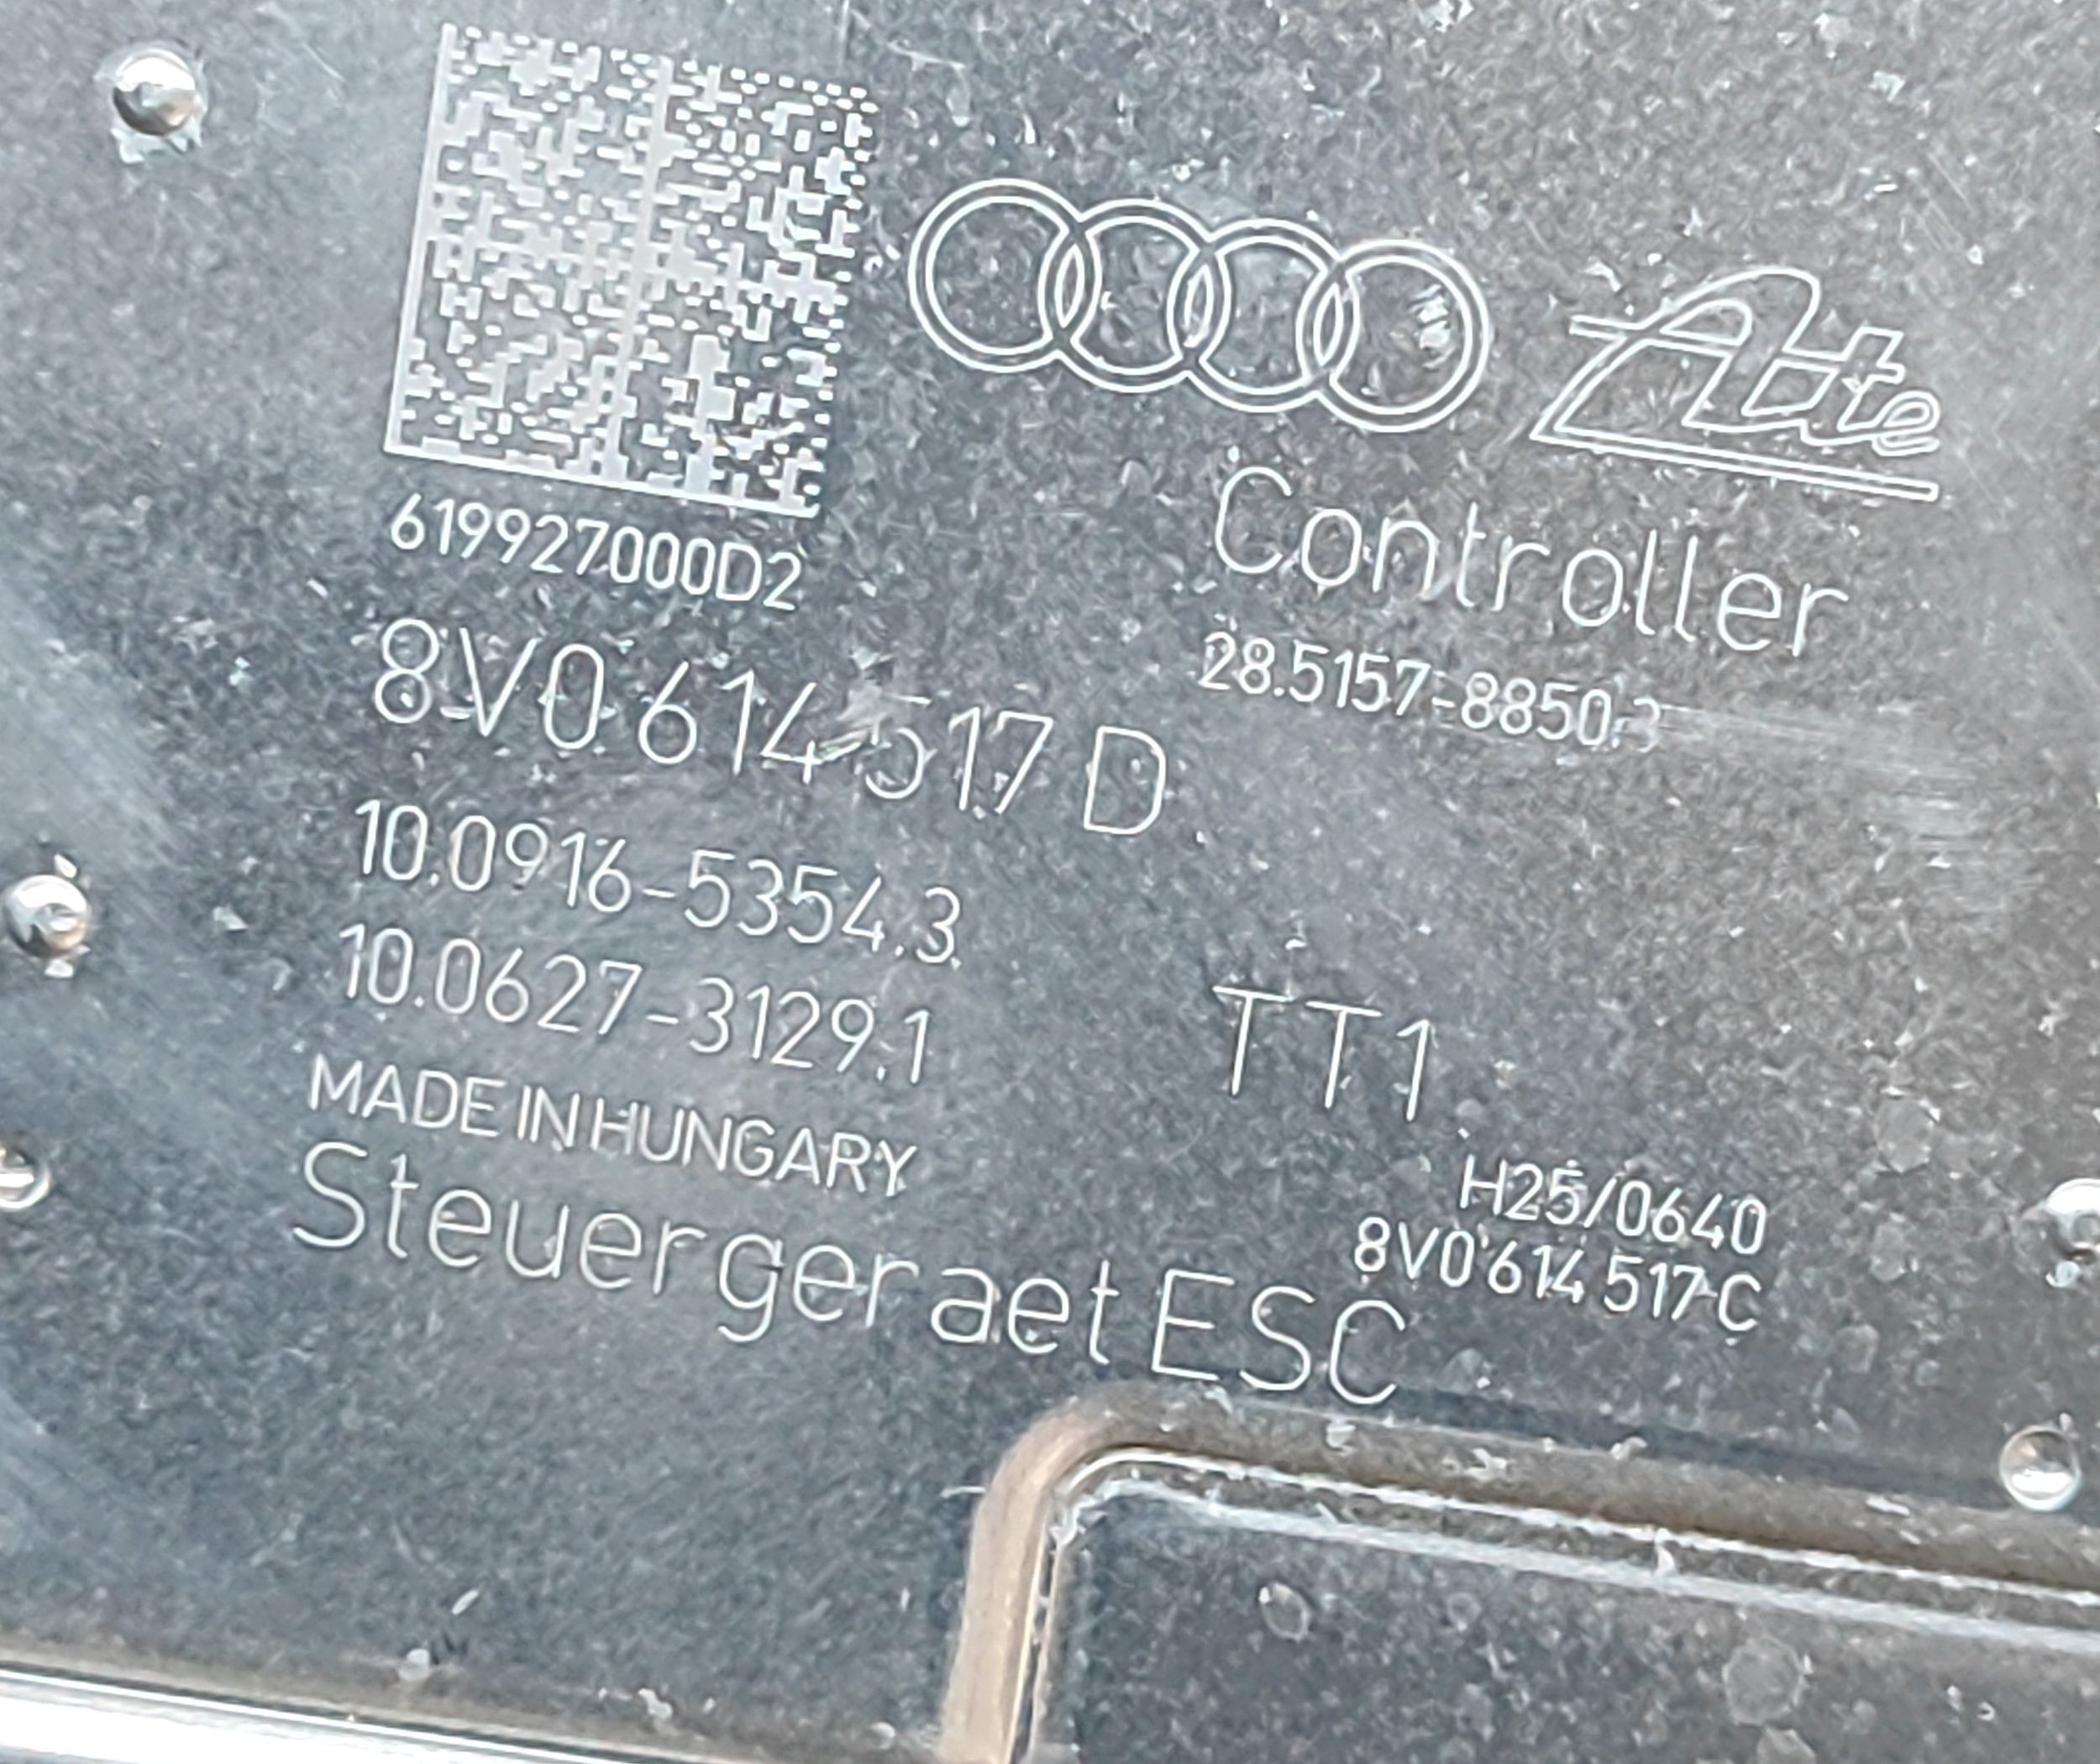 Ate
619927000D2
Controller
28.5157-8850.3
8V0 614 517 D
10.0916-5354.3
10.0627-3129.1
TT1
MADE IN HUNGARY
H25/0640
8V0 614 517 C
Steuergeraet ESC